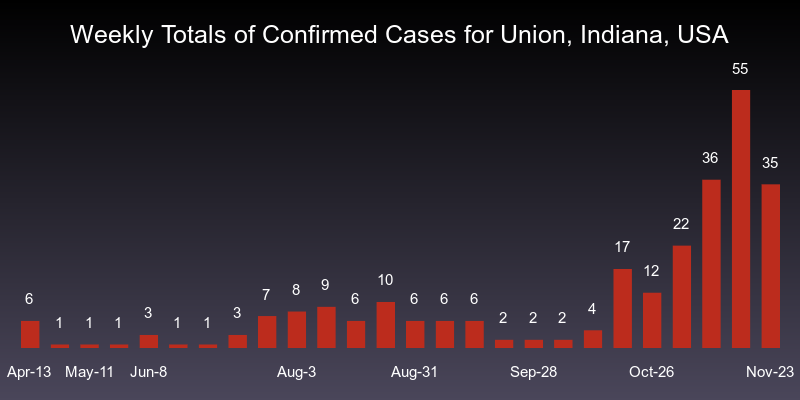 Weekly Totals of Confirmed Cases for Union, Indiana, USA
55
36
35
22
17
12
10
9
8
7
6 6 6 6
6
4
3 3
2 2 2
1 1 1 1 1
Apr-13 May-11 Jun-8 Aug-3 Aug-31 Sep-28 Oct-26 Nov-23